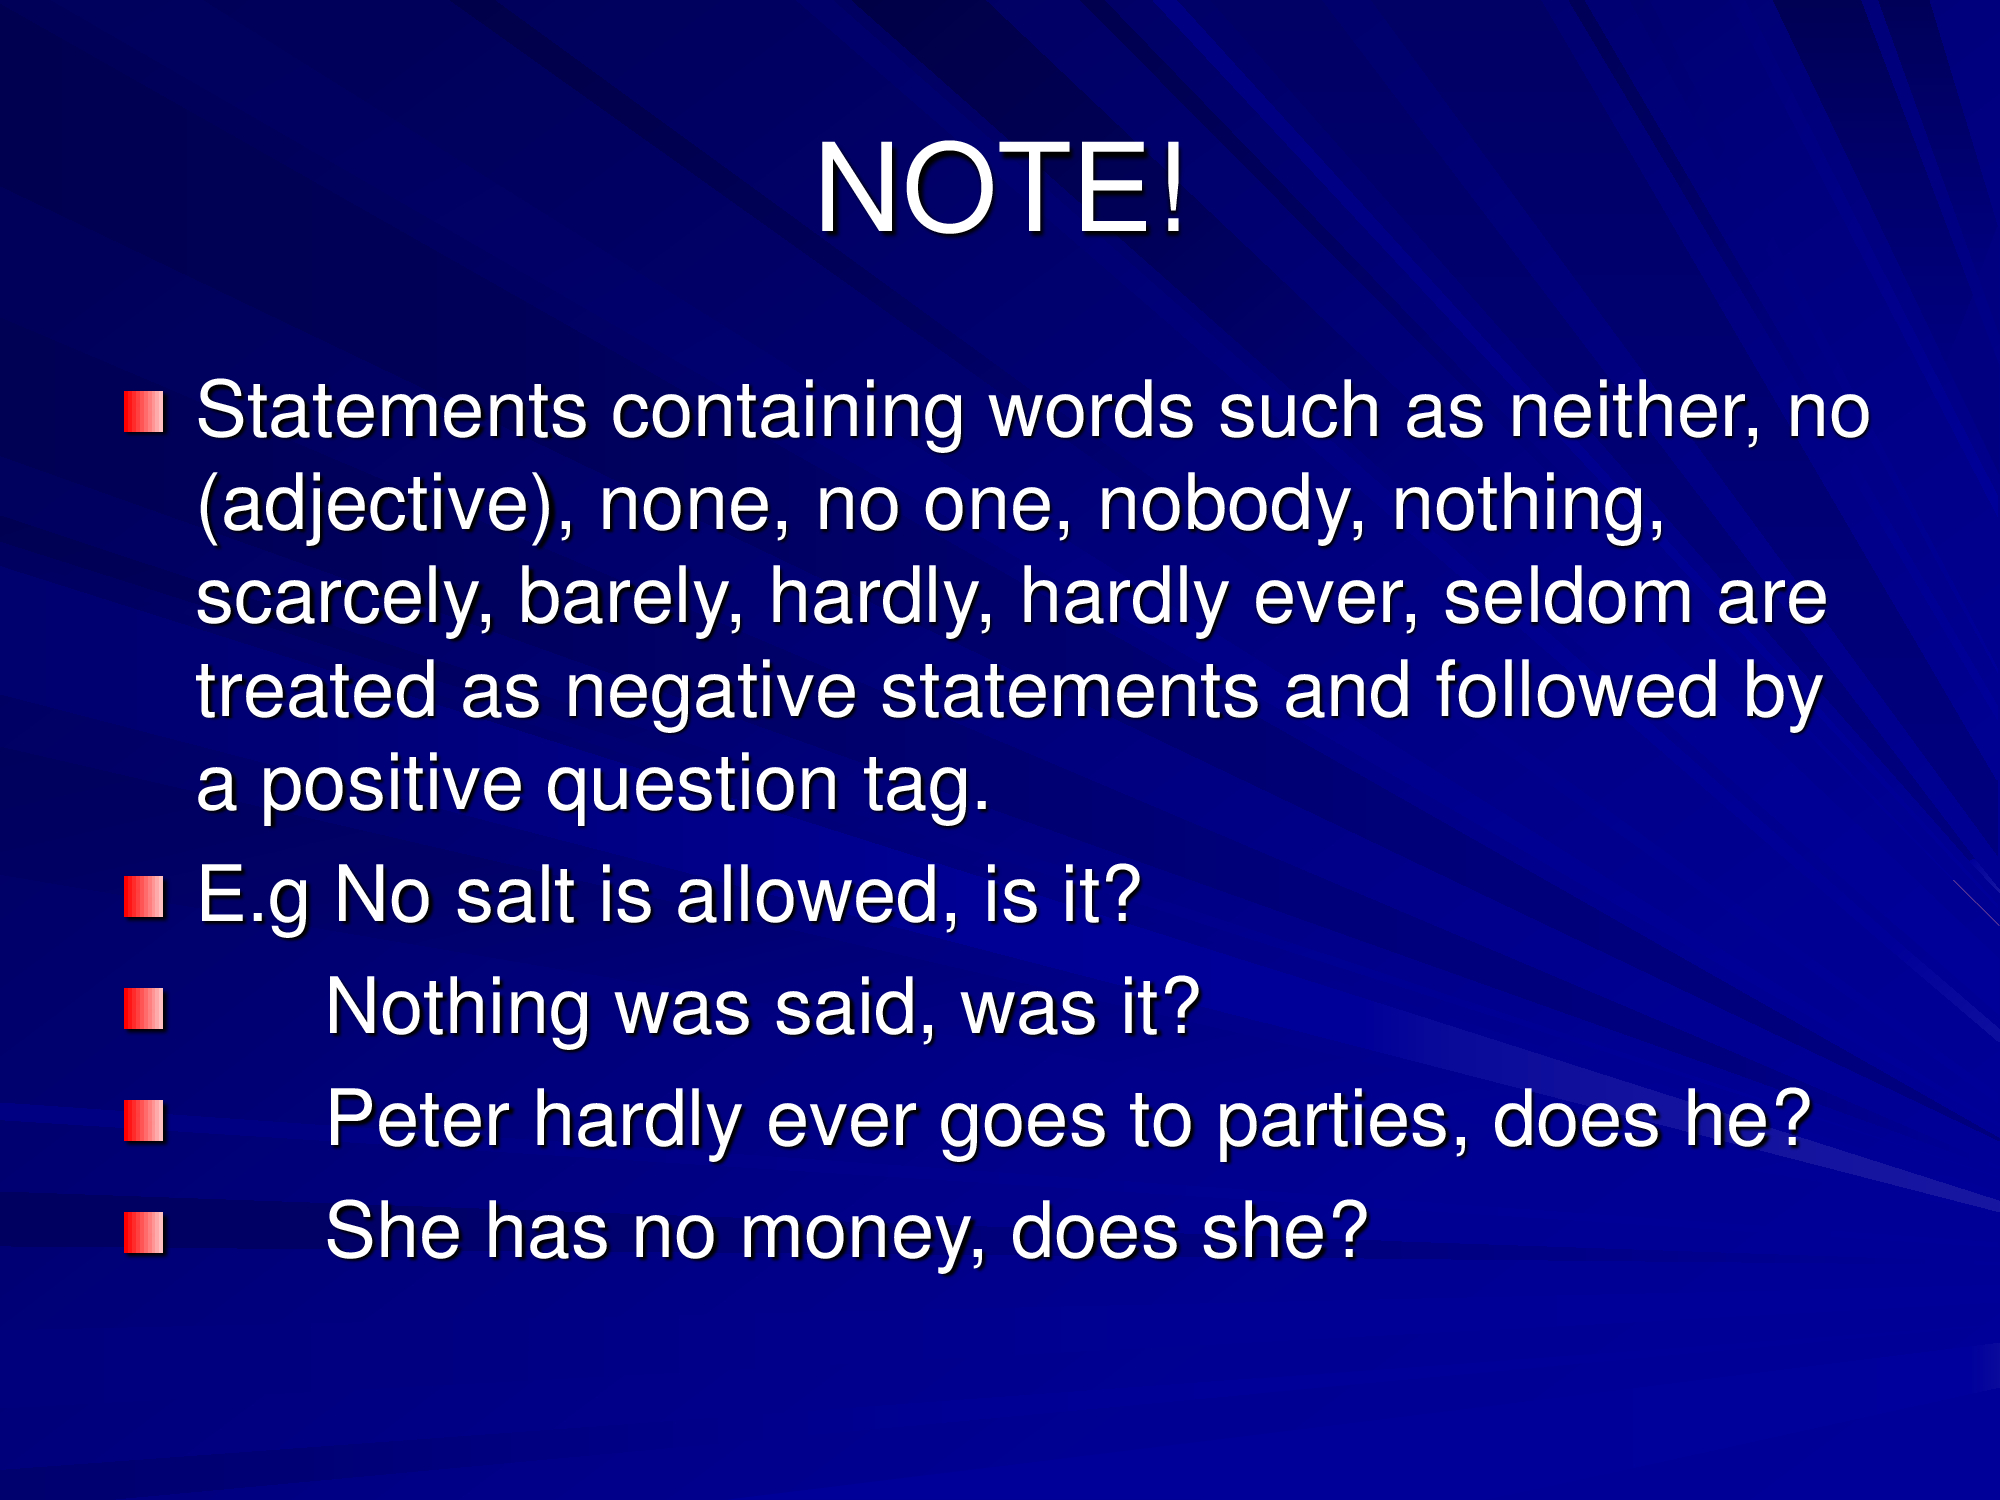 NOTE!
Statements containing words such as neither, no
(adjective), none, no one, nobody, nothing,
scarcely, barely, hardly, hardly ever, seldom are
treated as negative statements and followed by
a positive question tag.
E.g No salt is allowed, is it?
Nothing was said, was it?
Peter hardly ever goes to parties, does he?
She has no money, does she?